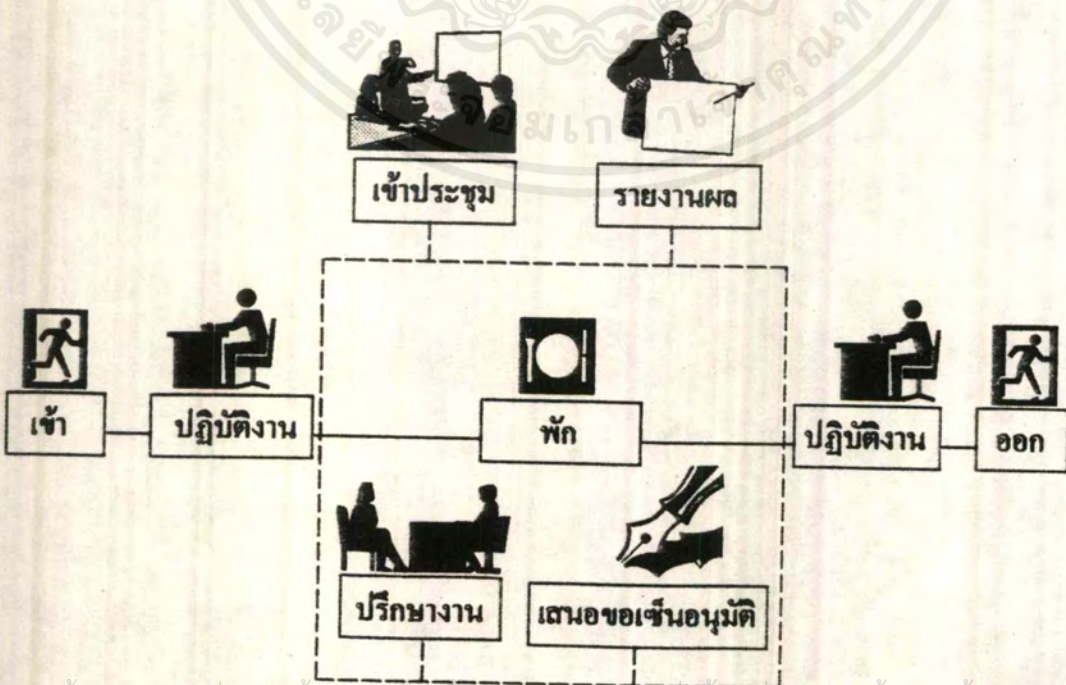 เข้าประชุม
รายงานผล
เข้า
ปฏิบัติงาน
พัก
ปฏิบัติงาน
ออก
ปรึกษางาน
เสนอขอเซ็นอนุมัติ